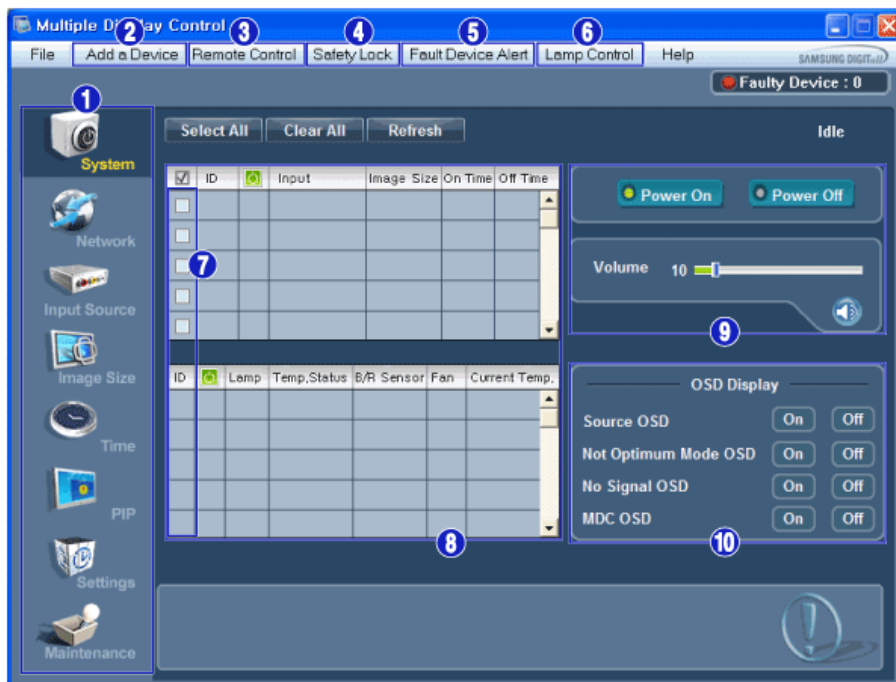 Multiple Display Control
2 3 4 5 6
File Add a Device Remote Control Safety Lock Fault Device Alert Lamp Control Help
Faulty Device : 0
1
Select All Clear All Refresh Idle
System
Network
Input Source
Image Size
Time
PIP
Settings
Maintenance
ID Input Image Size On Time Off Time
7
ID Lamp Temp.Status B/R Sensor Fan Current Temp.
8
Power On Power Off
Volume 10
9
OSD Display
Source OSD On Off
Not Optimum Mode OSD On Off
No Signal OSD On Off
MDC OSD On Off
10